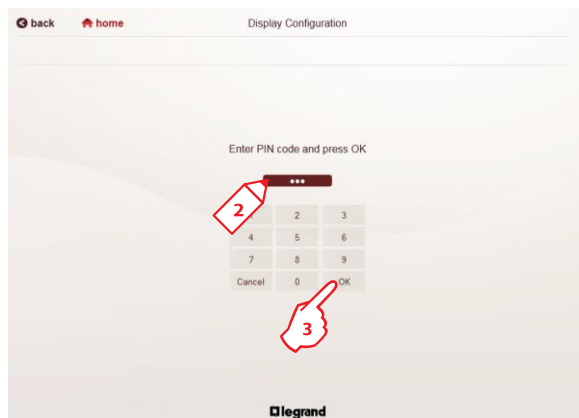 back home Display Configuration
Enter PIN code and press OK
•••
2 3
4 5 6
7 8 9
Cancel 0 OK
2
3
legrand